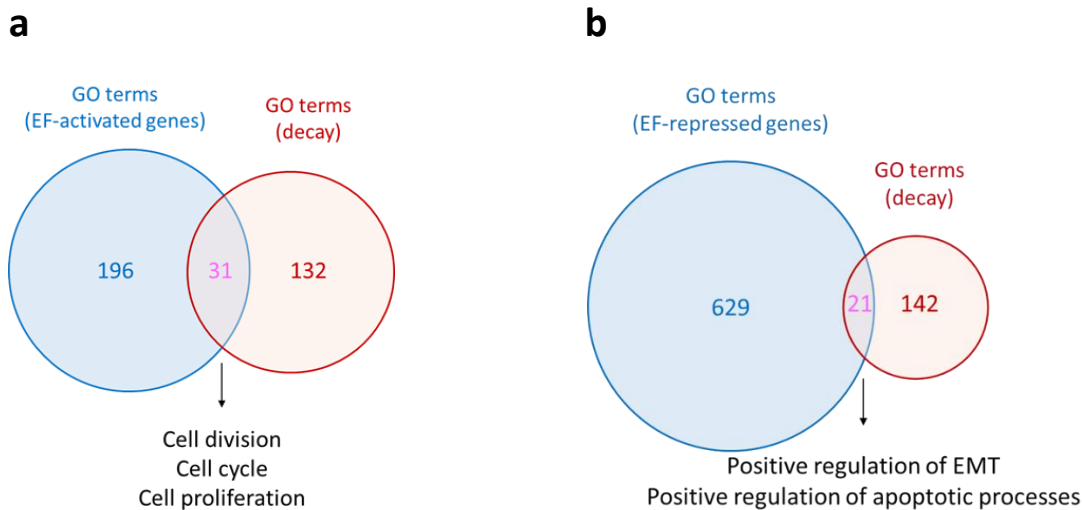 a
GO terms
(EF-activated genes)
GO terms
(decay)
196
31
132
Cell division
Cell cycle
Cell proliferation
b
GO terms
(EF-repressed genes)
GO terms
(decay)
629
21
142
Positive regulation of EMT
Positive regulation of apoptotic processes